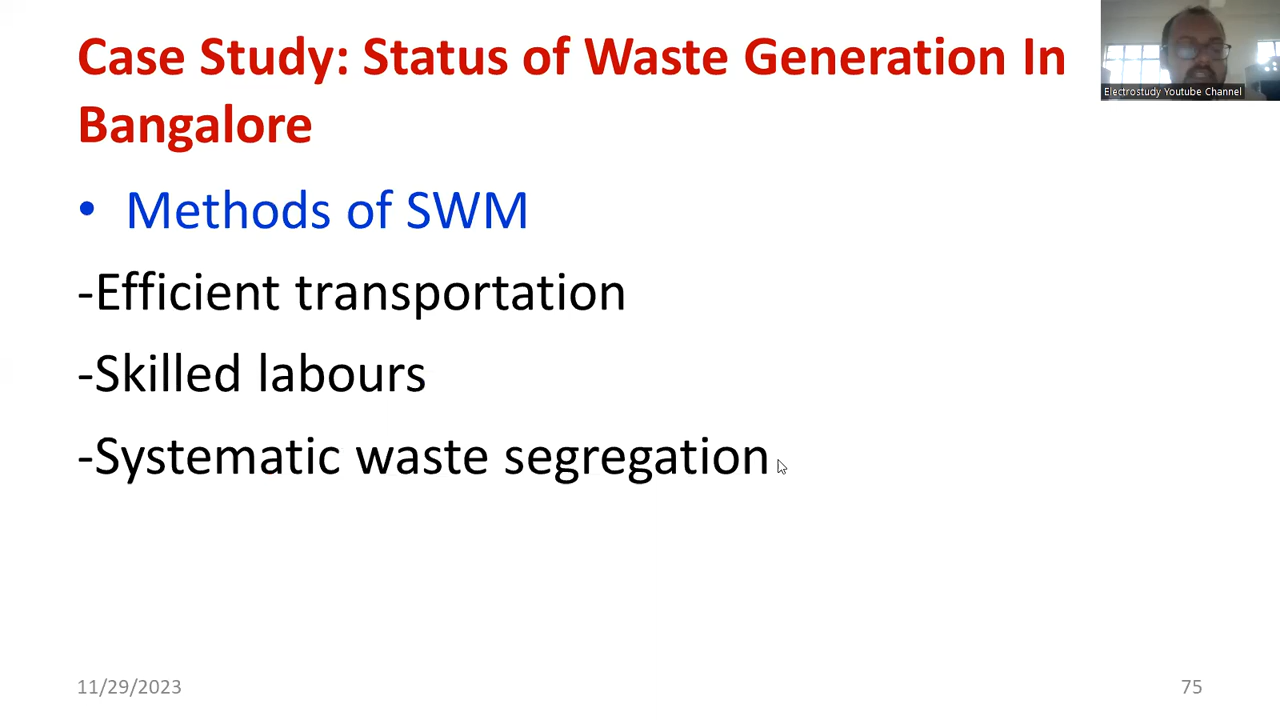 Case Study: Status of Waste Generation In
Bangalore
Electrostudy Youtube Channel
• Methods of SWM
-Efficient transportation
-Skilled labours
-Systematic waste segregation
11/29/2023
75